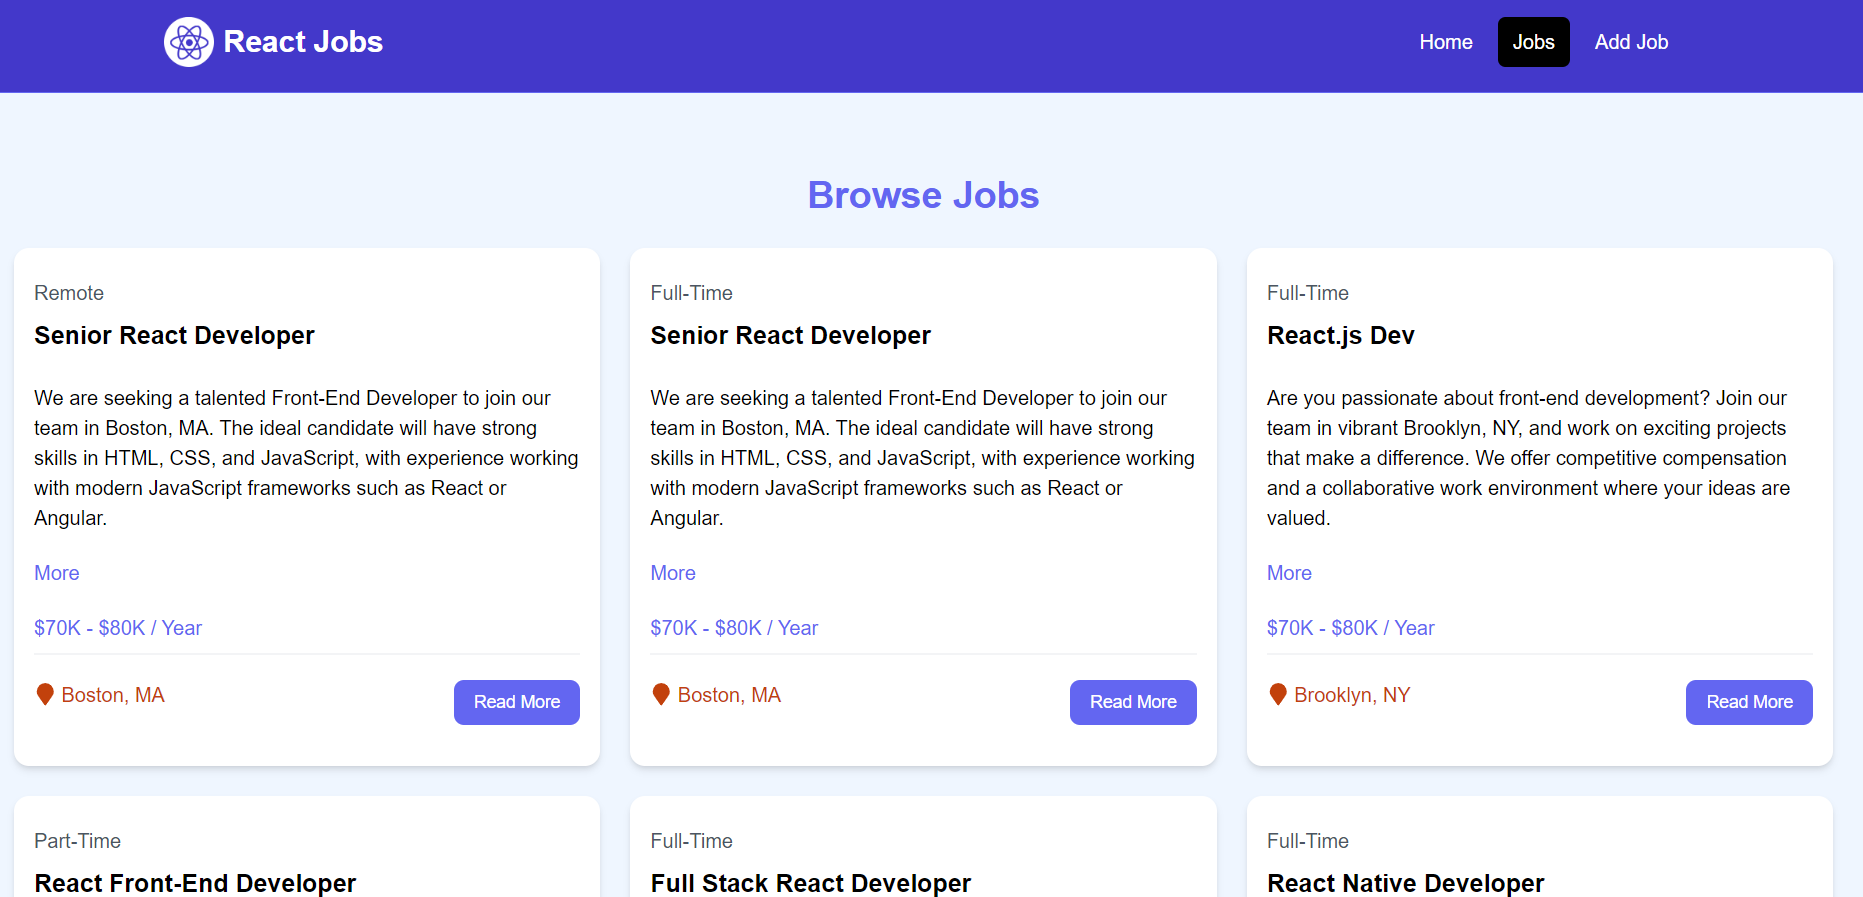 React Jobs
Home
Jobs
Add Job
Browse Jobs
Remote
Senior React Developer
We are seeking a talented Front-End Developer to join our
team in Boston, MA. The ideal candidate will have strong
skills in HTML, CSS, and JavaScript, with experience working
with modern JavaScript frameworks such as React or
Angular.
More
$70K - $80K / Year
Boston, MA
Read More
Full-Time
Senior React Developer
We are seeking a talented Front-End Developer to join our
team in Boston, MA. The ideal candidate will have strong
skills in HTML, CSS, and JavaScript, with experience working
with modern JavaScript frameworks such as React or
Angular.
More
$70K - $80K / Year
Boston, MA
Read More
Full-Time
React.js Dev
Are you passionate about front-end development? Join our
team in vibrant Brooklyn, NY, and work on exciting projects
that make a difference. We offer competitive compensation
and a collaborative work environment where your ideas are
valued.
More
$70K - $80K / Year
Brooklyn, NY
Read More
Part-Time
React Front-End Developer
Full-Time
Full Stack React Developer
Full-Time
React Native Developer